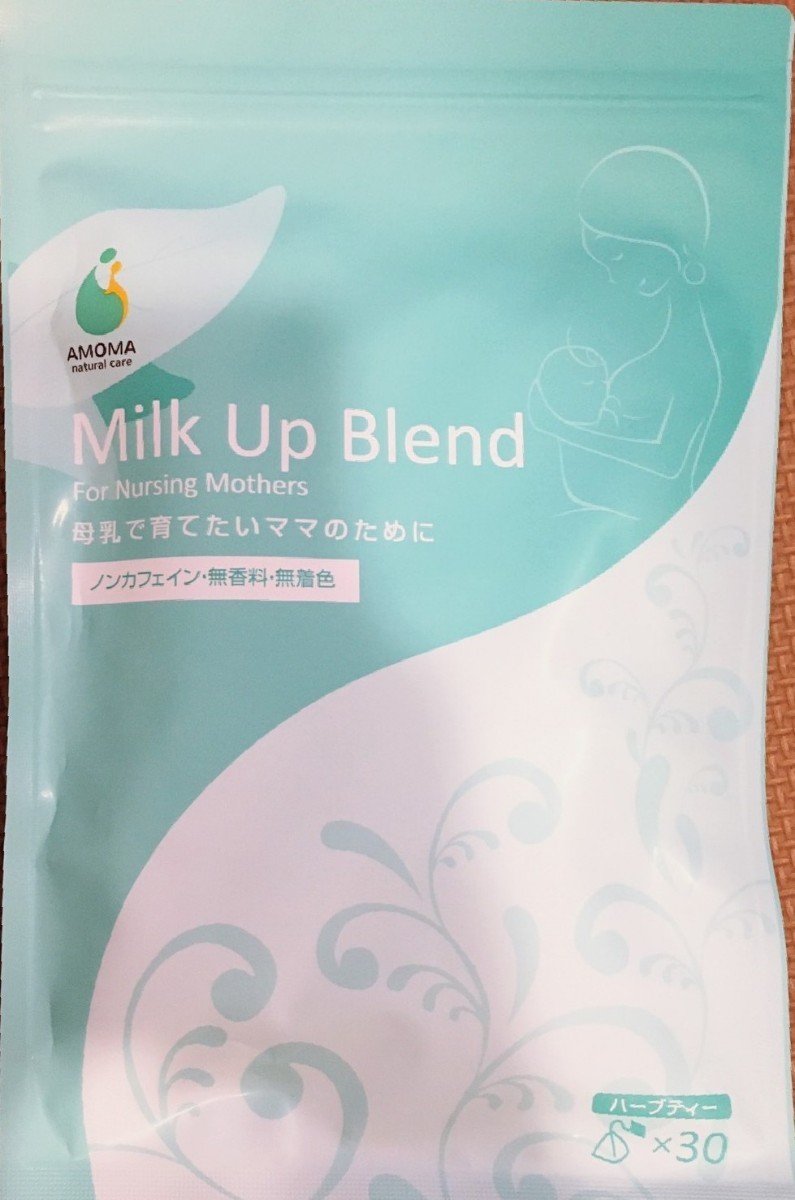 AMOMA
natural care
Milk Up Blend
For Nursing Mothers
母乳で育てたいママのために
ノンカフェイン・無香料・無着色
ハーブティー
×30